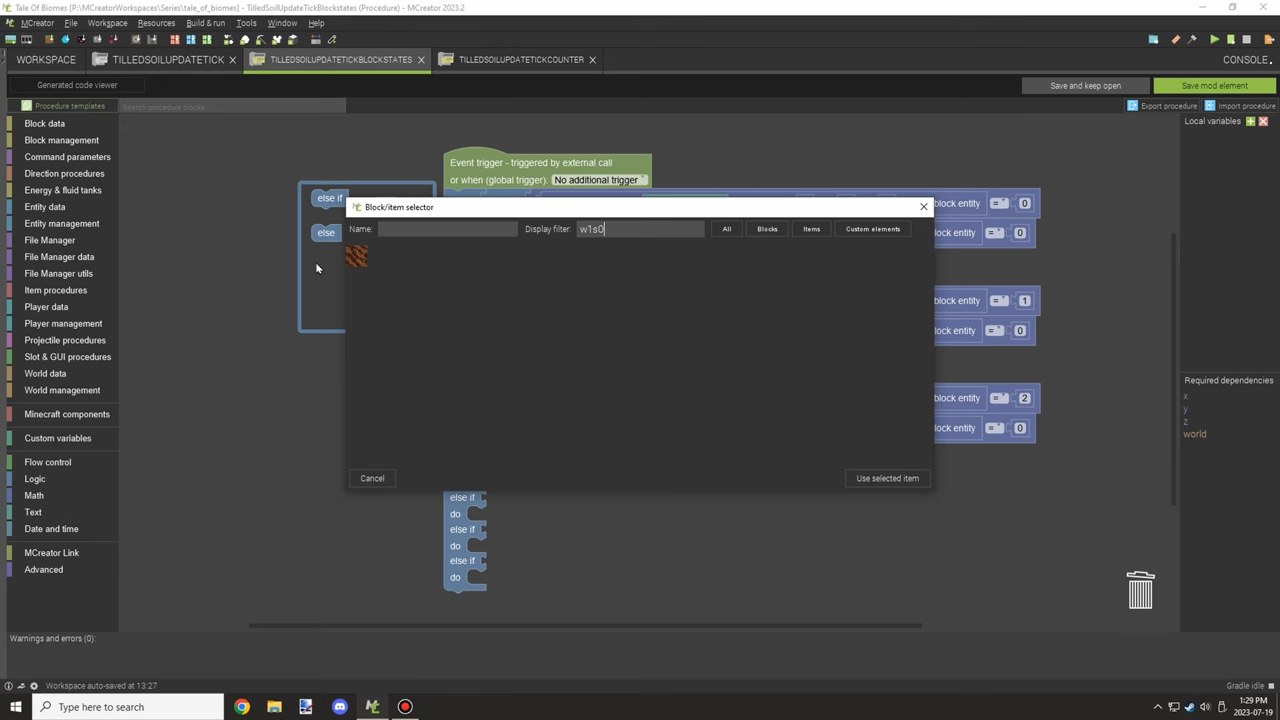 Tale Of Biomes [P:\MCreatorWorkspaces\Series\tale_of_biomes] - TilledSoilUpdateTickBlockstates (Procedure) - MCreator
MCreator File Workspace Resources Build & run Tools Window Help
WORKSPACE TILLEDSOILUPDATETICK TILLEDSOILUPDATETICKBLOCKSTATES TILLEDSOILUPDATETICKCOUNTER CONSOLE
Generated code viewer Save and keep open Save mod element
Procedure templates Search procedure blocks Export procedure Import procedure
Block data
Block management
Command parameters
Direction procedures
Energy & fluid tanks
Entity data
Entity management
File Manager
File Manager data
File Manager utils
Item procedures
Player data
Player management
Projectile procedures
Slot & GUI procedures
World data
World management
Minecraft components
Custom variables
Flow control
Logic
Math
Text
Date and time
MCreator Link
Advanced
Event trigger - triggered by external call
or when (global trigger): No additional trigger
else if
else
Block/item selector
Name: Display filter: w1s0 All Blocks Items Custom elements
Cancel Use selected item
block entity = 0
lock entity = 0
block entity = 1
lock entity = 0
block entity = 2
lock entity = 0
else if
do
else if
do
else if
do
Local variables
Required dependencies
x
y
z
world
Warnings and errors (0):
Workspace auto-saved at 13:27 Gradle idle
Type here to search
1:29 PM
2023-07-19